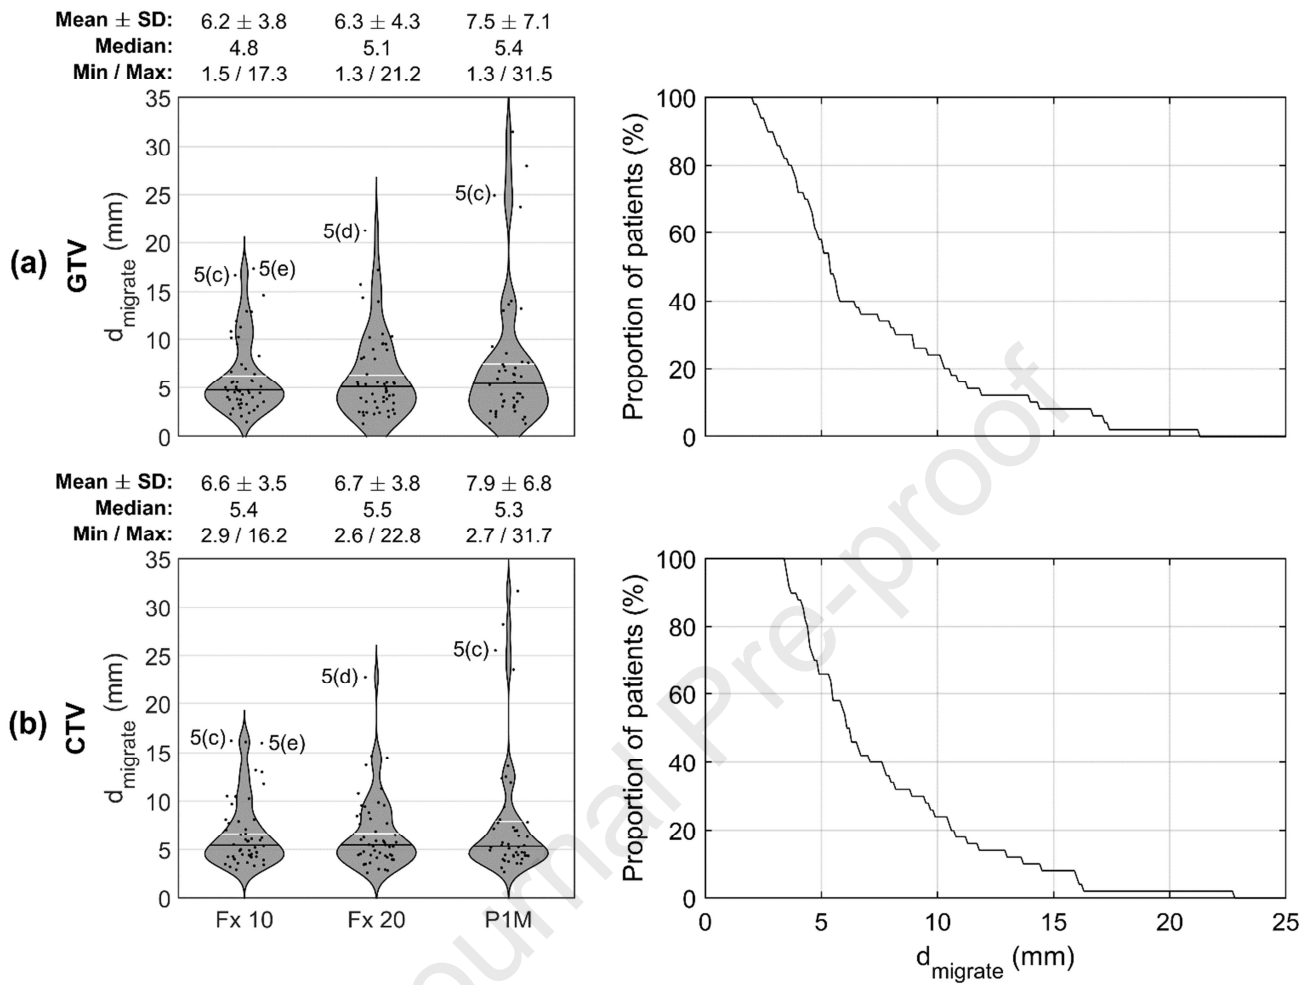 Mean ± SD: 6.2 ± 3.8 6.3 ± 4.3 7.5 ± 7.1
Median: 4.8 5.1 5.4
Min / Max: 1.5 / 17.3 1.3 / 21.2 1.3 / 31.5
(a)
GTV
d_migrate (mm)
35
30
25
20
15
10
5
0
5(c)
5(e)
5(d)
5(c)
Proportion of patients (%)
100
80
60
40
20
0
Mean ± SD: 6.6 ± 3.5 6.7 ± 3.8 7.9 ± 6.8
Median: 5.4 5.5 5.3
Min / Max: 2.9 / 16.2 2.6 / 22.8 2.7 / 31.7
(b)
CTV
d_migrate (mm)
35
30
25
20
15
10
5
0
5(c)
5(e)
5(d)
5(c)
Fx 10 Fx 20 P1M
Proportion of patients (%)
100
80
60
40
20
0
0 5 10 15 20 25
d_migrate (mm)
ournal Pre-proof